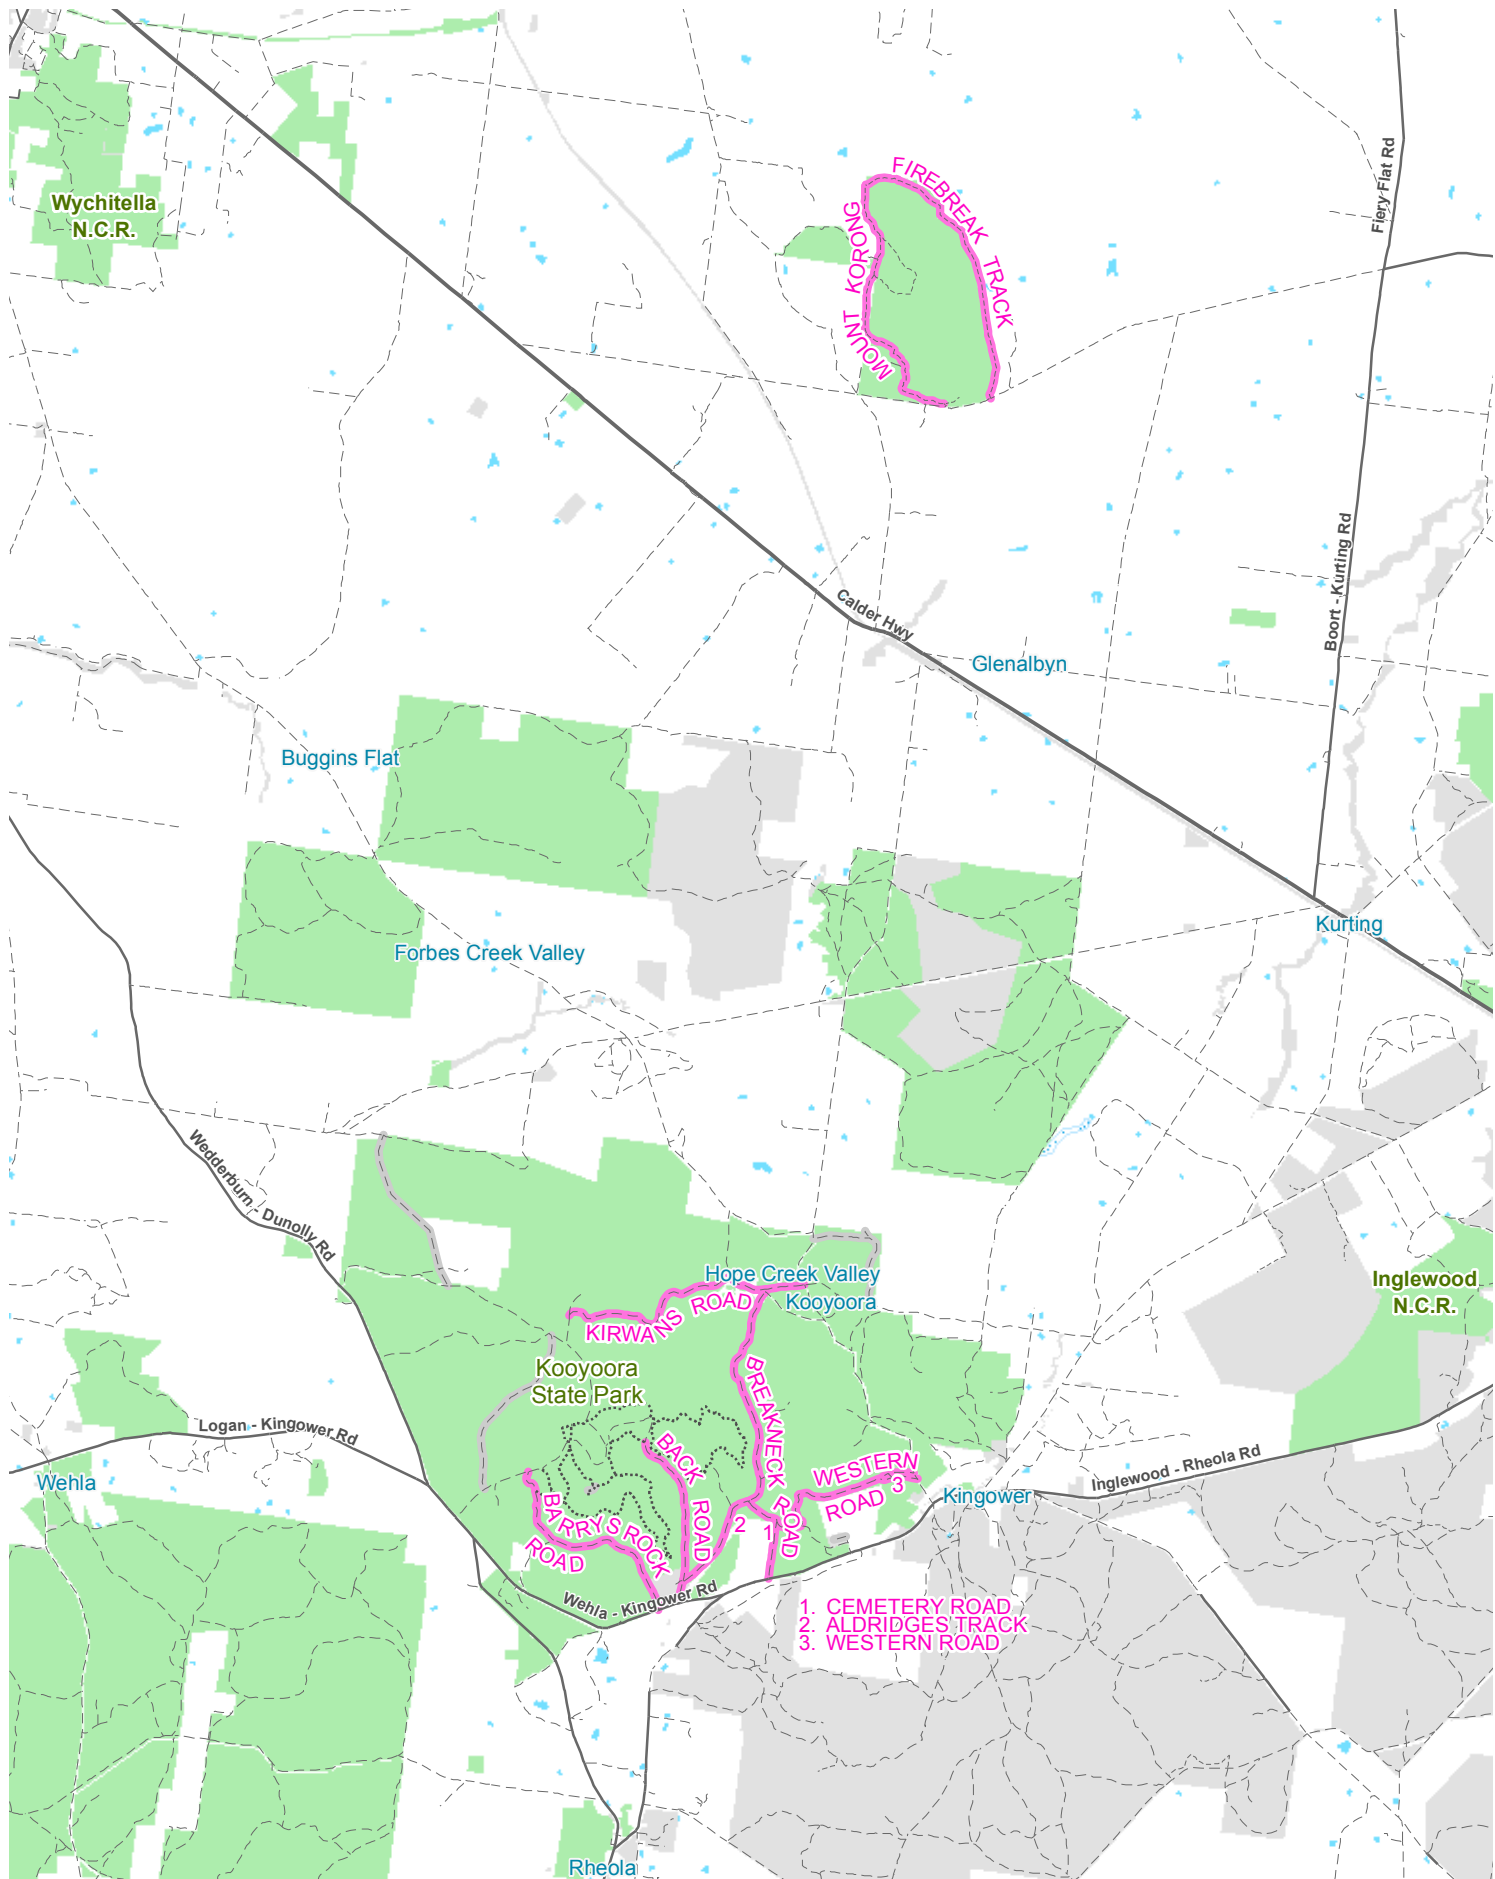 FIREBREAK TRACK
Fiery Flat Rd
Wychitella
N.C.R.
MOUNT KORONG
Boort - Kurting Rd
Calder Hwy
Glenalbyn
Buggins Flat
Kurting
Forbes Creek Valley
Wedderburn - Dunolly Rd
Hope Creek Valley
Kooyoora
Inglewood
N.C.R.
KIRWANS ROAD
Kooyoora
State Park
BREAKNECK ROAD
Logan - Kingower Rd
BACK ROAD
WESTERN
ROAD 3
Inglewood - Rheola Rd
Wehla
Kingower
BARRYS ROCK
ROAD
2
1
Wehla - Kingower Rd
1. CEMETERY ROAD
2. ALDRIDGES TRACK
3. WESTERN ROAD
Rheola